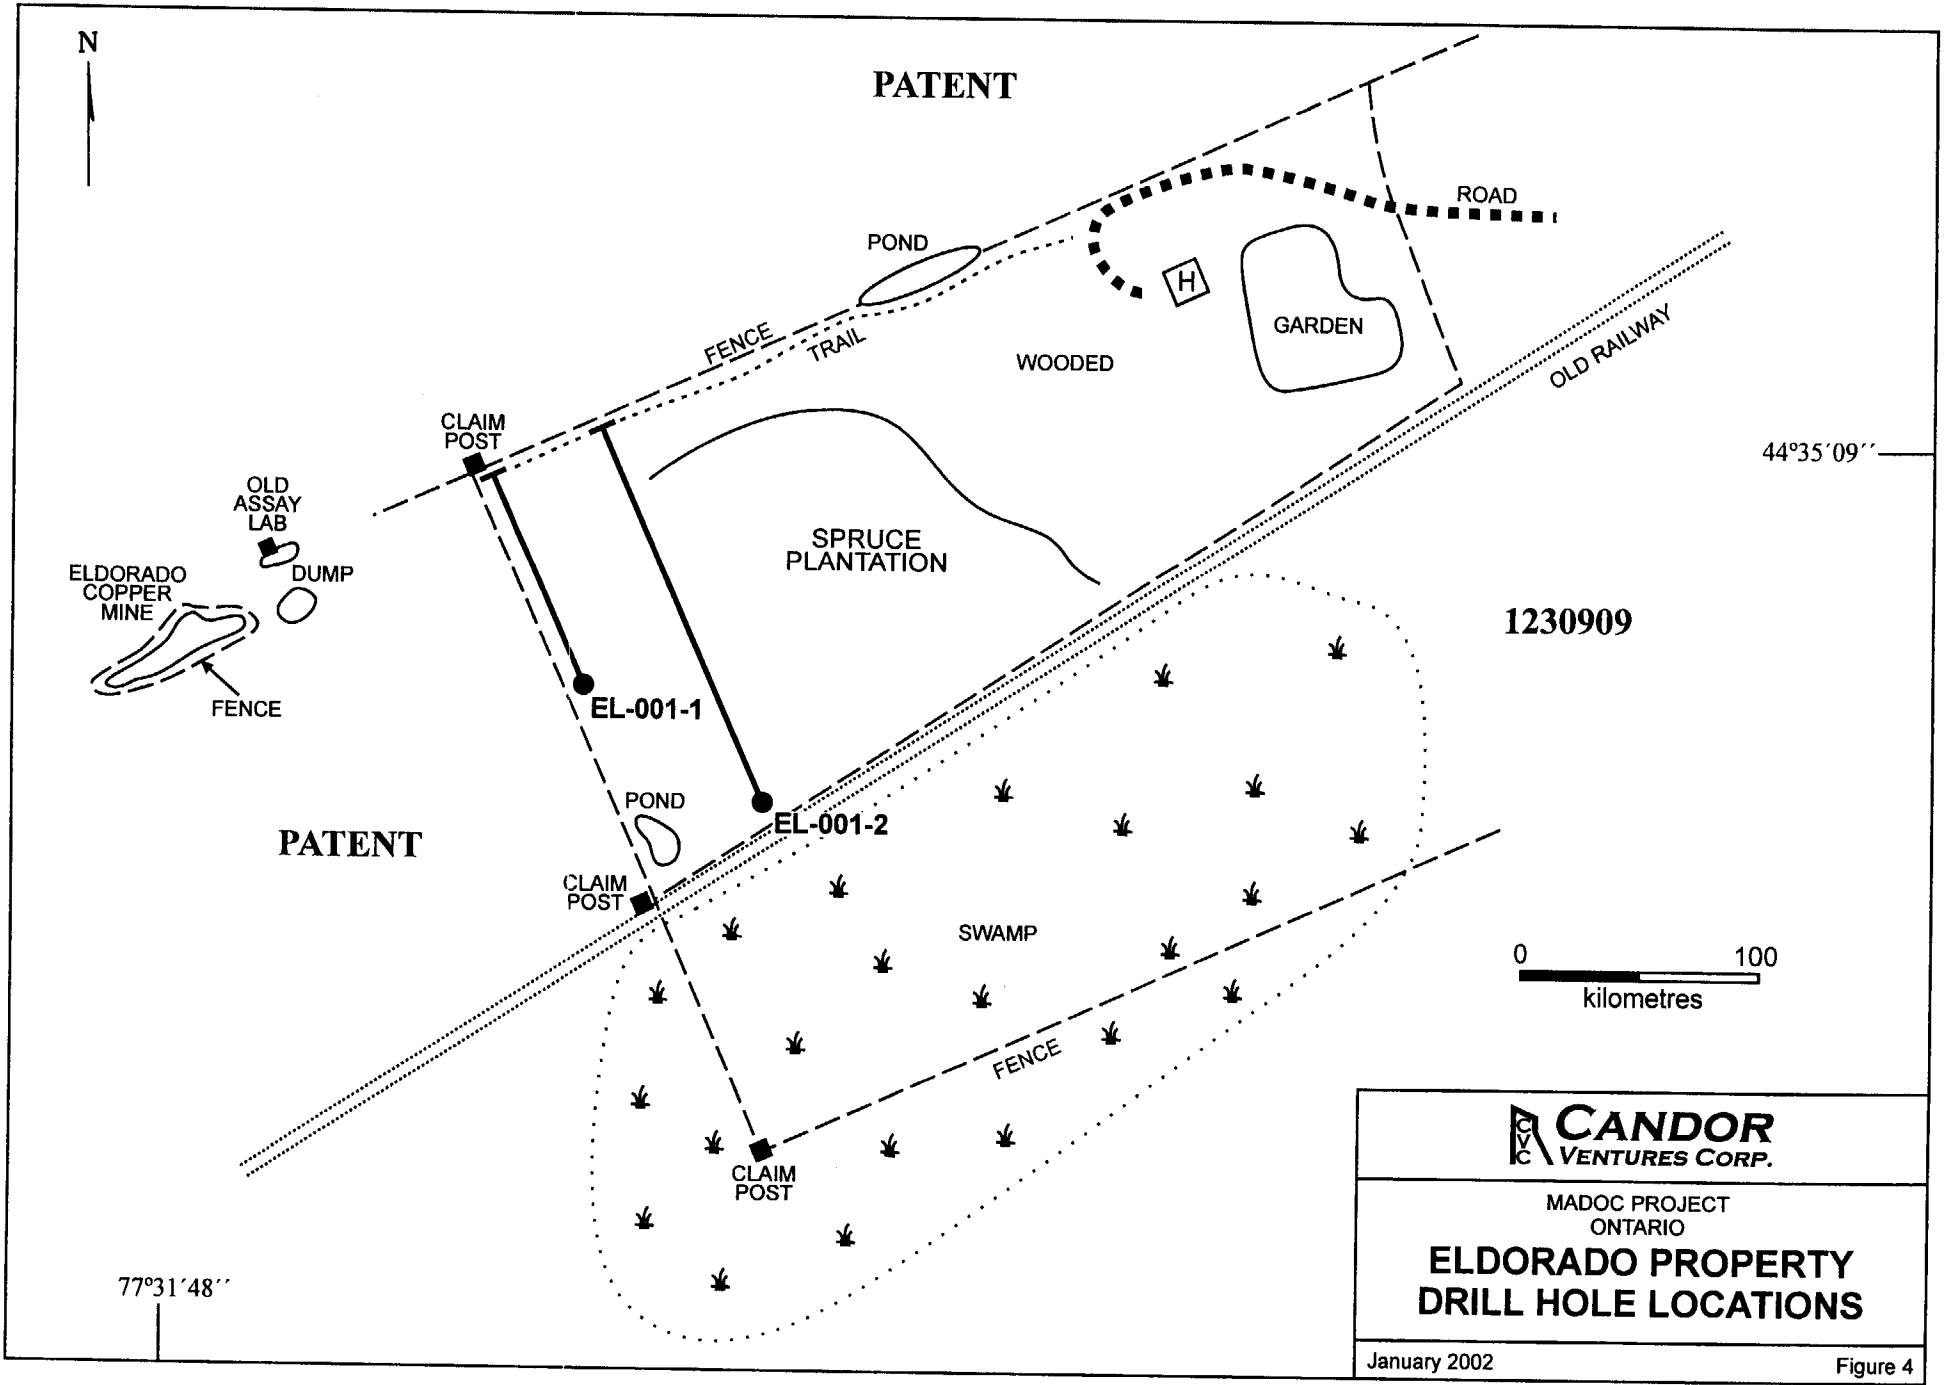 N
PATENT
ROAD
POND
H
GARDEN
FENCE
TRAIL
WOODED
OLD RAILWAY
CLAIM
POST
44°35´09´´
OLD
ASSAY
LAB
SPRUCE
PLANTATION
ELDORADO
COPPER
MINE
DUMP
1230909
FENCE
EL-001-1
POND
EL-001-2
PATENT
CLAIM
POST
SWAMP
0 100
kilometres
FENCE
CLAIM
POST
CVC
CANDOR
VENTURES CORP.
MADOC PROJECT
ONTARIO
ELDORADO PROPERTY
DRILL HOLE LOCATIONS
77°31´48´´
January 2002 Figure 4